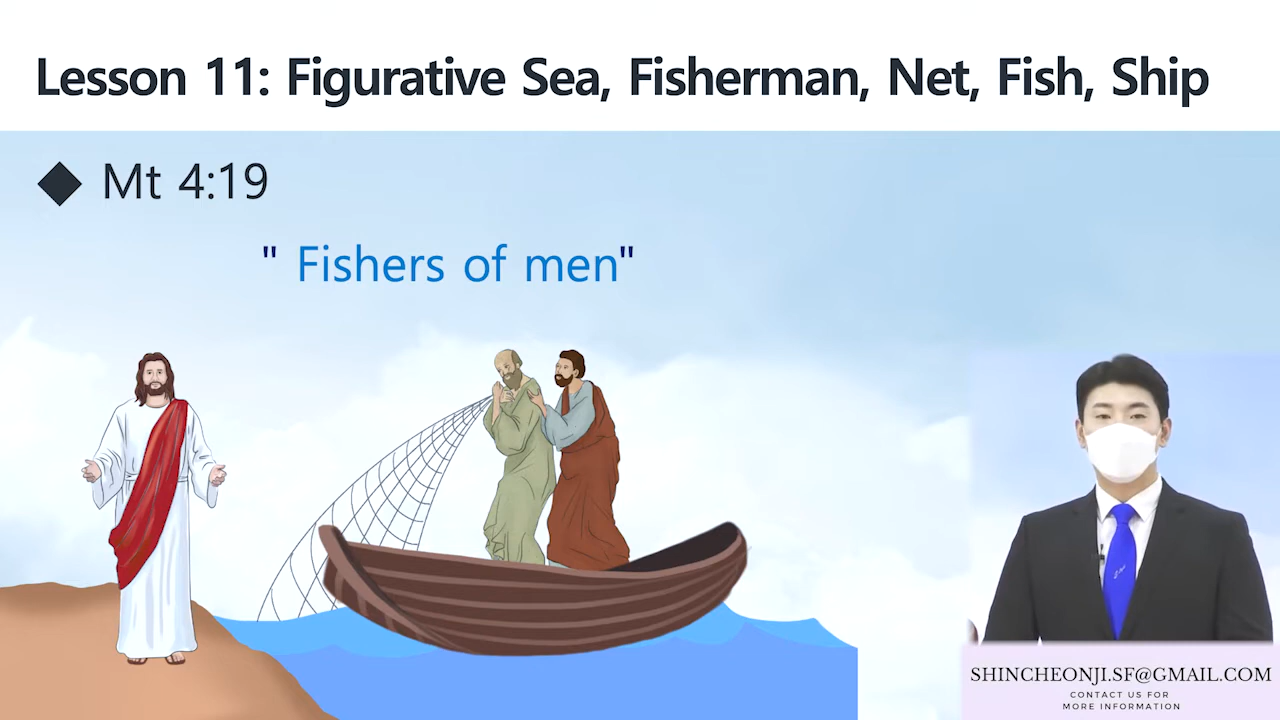 Lesson 11: Figurative Sea, Fisherman, Net, Fish, Ship
◆ Mt 4:19
" Fishers of men"
SHINCHEONJI.SF@GMAIL.COM
CONTACT US FOR
MORE INFORMATION